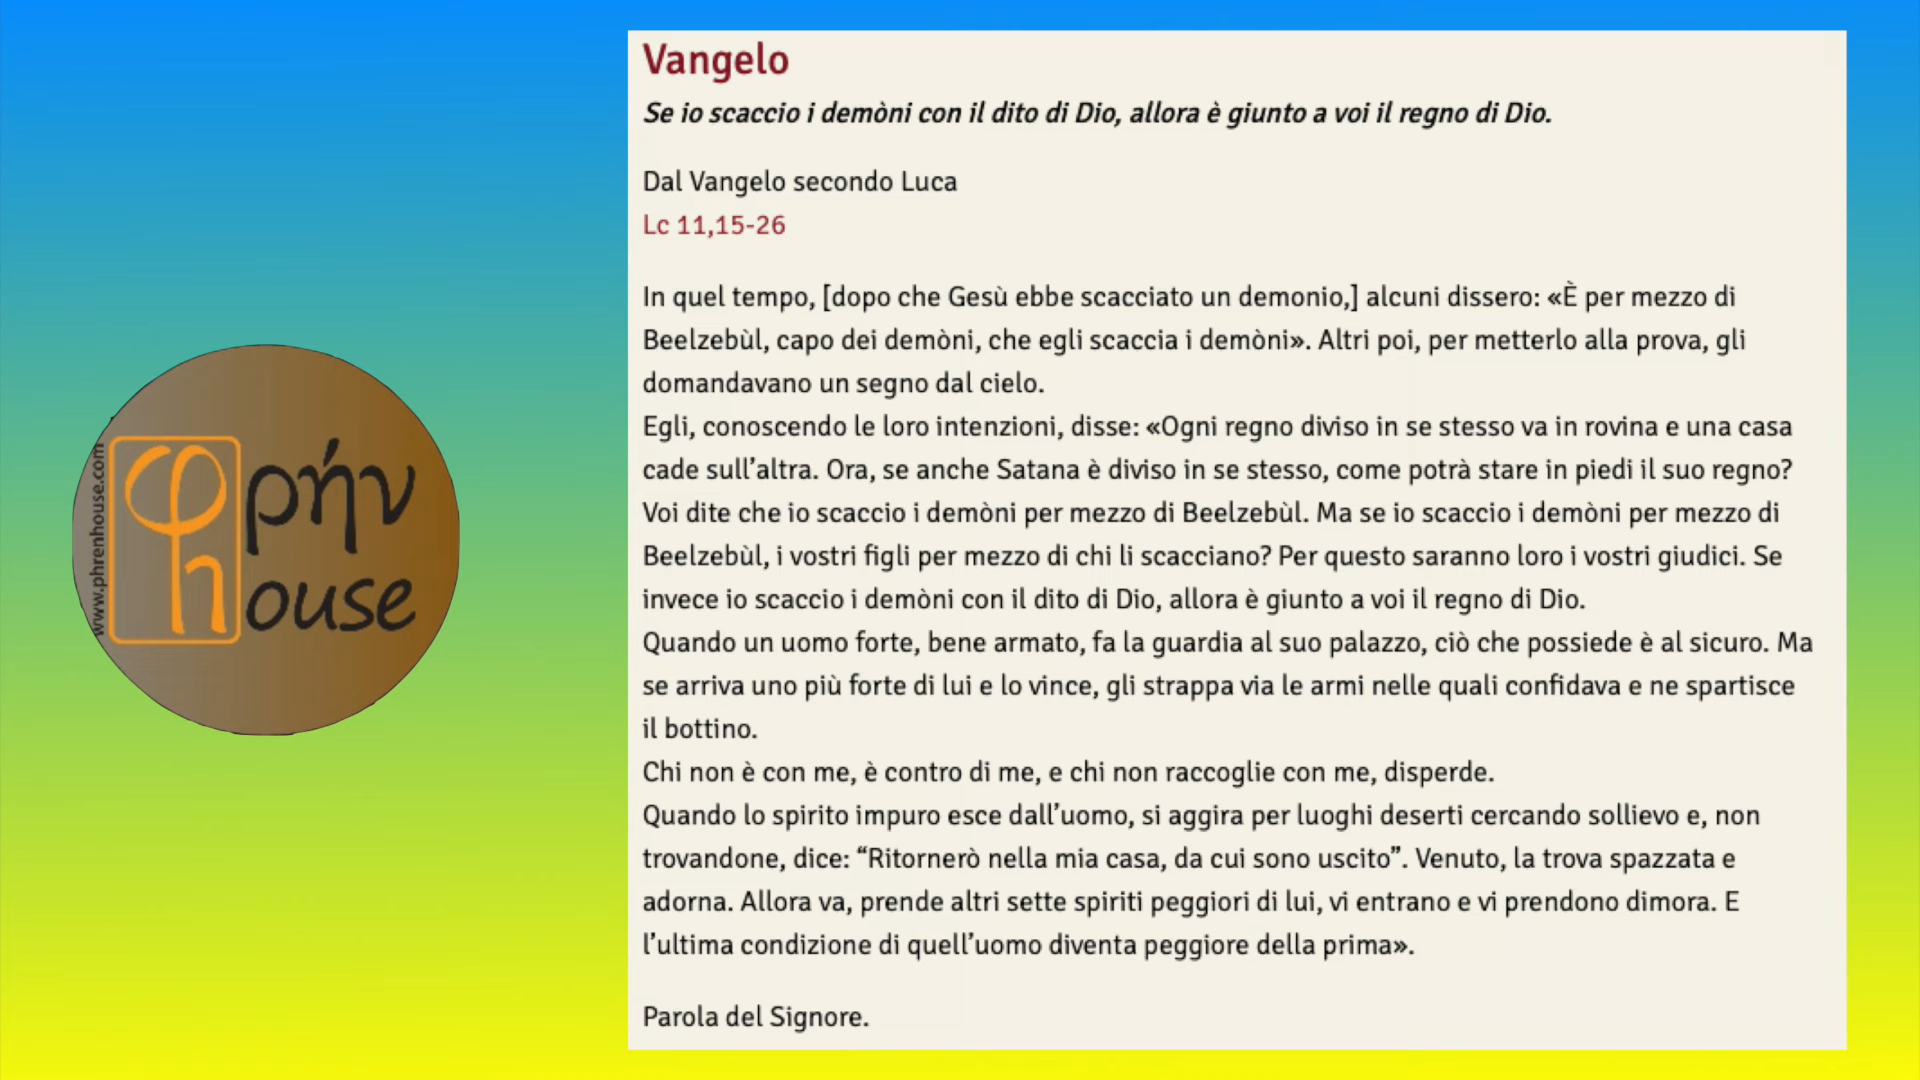 www.phrenhouse.com
φρήν
house
Vangelo
Se io scaccio i demòni con il dito di Dio, allora è giunto a voi il regno di Dio.
Dal Vangelo secondo Luca
Lc 11,15-26
In quel tempo, [dopo che Gesù ebbe scacciato un demonio,] alcuni dissero: «È per mezzo di
Beelzebùl, capo dei demòni, che egli scaccia i demòni». Altri poi, per metterlo alla prova, gli
domandavano un segno dal cielo.
Egli, conoscendo le loro intenzioni, disse: «Ogni regno diviso in se stesso va in rovina e una casa
cade sull’altra. Ora, se anche Satana è diviso in se stesso, come potrà stare in piedi il suo regno?
Voi dite che io scaccio i demòni per mezzo di Beelzebùl. Ma se io scaccio i demòni per mezzo di
Beelzebùl, i vostri figli per mezzo di chi li scacciano? Per questo saranno loro i vostri giudici. Se
invece io scaccio i demòni con il dito di Dio, allora è giunto a voi il regno di Dio.
Quando un uomo forte, bene armato, fa la guardia al suo palazzo, ciò che possiede è al sicuro. Ma
se arriva uno più forte di lui e lo vince, gli strappa via le armi nelle quali confidava e ne spartisce
il bottino.
Chi non è con me, è contro di me, e chi non raccoglie con me, disperde.
Quando lo spirito impuro esce dall’uomo, si aggira per luoghi deserti cercando sollievo e, non
trovandone, dice: “Ritornerò nella mia casa, da cui sono uscito”. Venuto, la trova spazzata e
adorna. Allora va, prende altri sette spiriti peggiori di lui, vi entrano e vi prendono dimora. E
l’ultima condizione di quell’uomo diventa peggiore della prima».
Parola del Signore.